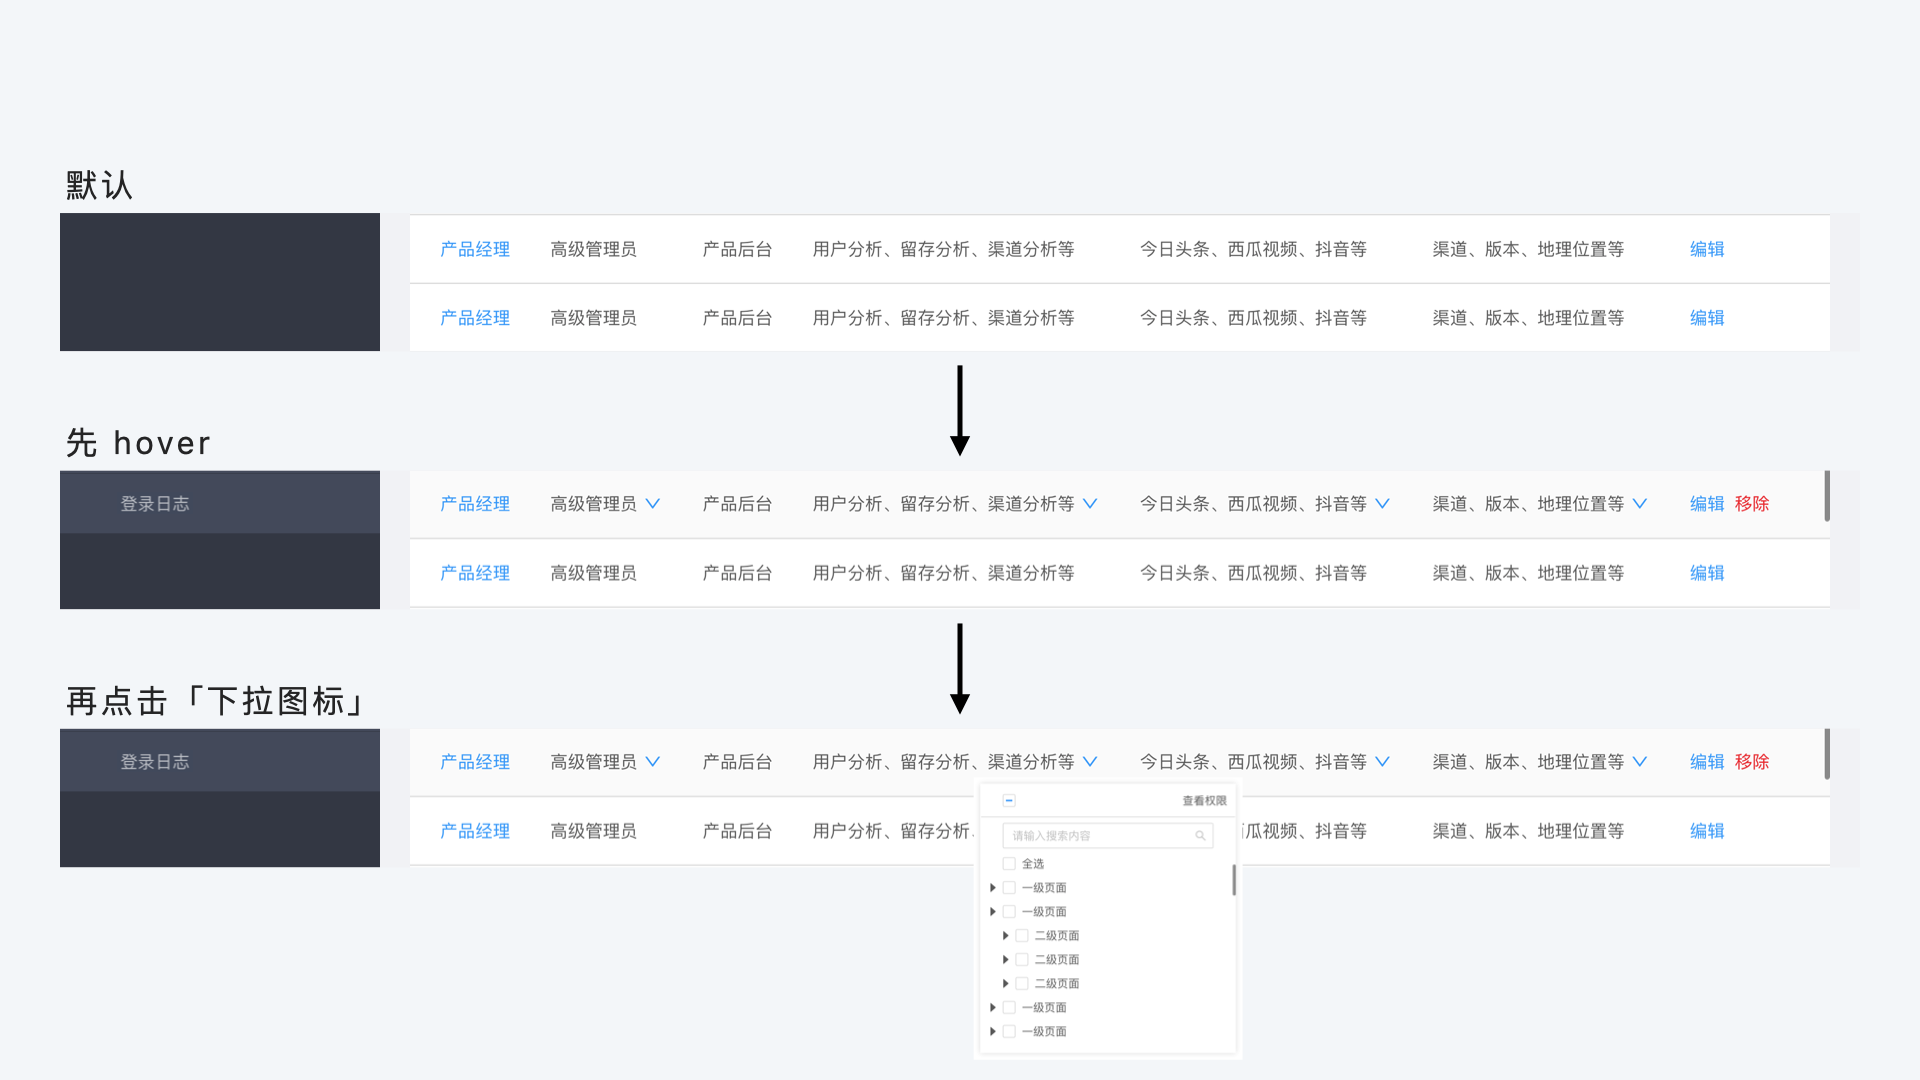 默认
产品经理 高级管理员 产品后台 用户分析、留存分析、渠道分析等 今日头条、西瓜视频、抖音等 渠道、版本、地理位置等 编辑
产品经理 高级管理员 产品后台 用户分析、留存分析、渠道分析等 今日头条、西瓜视频、抖音等 渠道、版本、地理位置等 编辑
先 hover
登录日志 产品经理 高级管理员 产品后台 用户分析、留存分析、渠道分析等 今日头条、西瓜视频、抖音等 渠道、版本、地理位置等 编辑 移除
产品经理 高级管理员 产品后台 用户分析、留存分析、渠道分析等 今日头条、西瓜视频、抖音等 渠道、版本、地理位置等 编辑
再点击「下拉图标」
登录日志 产品经理 高级管理员 产品后台 用户分析、留存分析、渠道分析等 今日头条、西瓜视频、抖音等 渠道、版本、地理位置等 编辑 移除
产品经理 高级管理员 产品后台 用户分析、留存分析 瓜视频、抖音等 渠道、版本、地理位置等 编辑
查看权限
请输入搜索内容
全选
一级页面
一级页面
二级页面
二级页面
二级页面
一级页面
一级页面